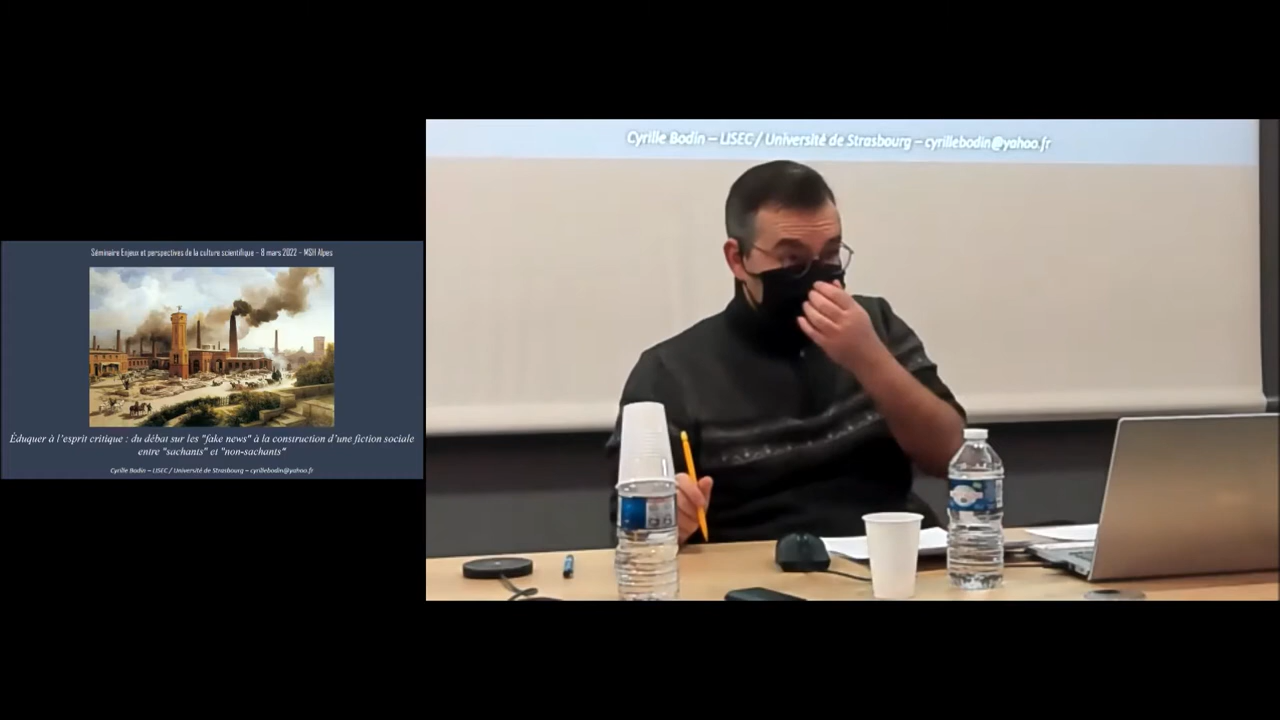 Séminaire Enjeux et perspectives de la culture scientifique – 8 mars 2022 – MSH Alpes
Éduquer à l'esprit critique : du débat sur les "fake news" à la construction d'une fiction sociale
entre "sachants" et "non-sachants"
Cyrille Bodin – LISEC / Université de Strasbourg – cyrillebodin@yahoo.fr
Cyrille Bodin – LISEC / Université de Strasbourg – cyrillebodin@yahoo.fr